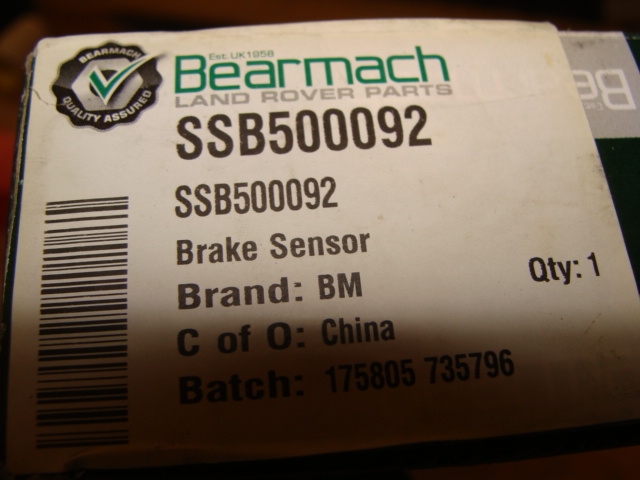 BEARMACH
QUALITY ASSURED
Est. UK1958
Bearmach
LAND ROVER PARTS
SSB500092
SSB500092
Brake Sensor
Qty: 1
Brand: BM
C of O: China
Batch: 175805 735796